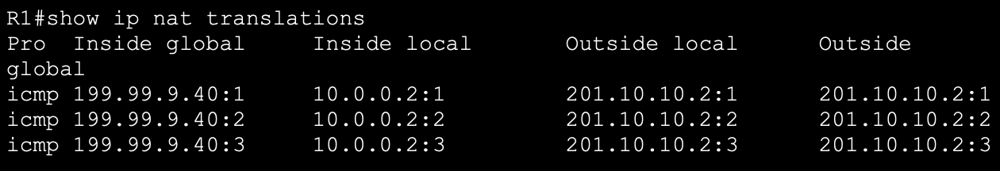 R1#show ip nat translations
Pro  Inside global     Inside local       Outside local      Outside
global
icmp 199.99.9.40:1     10.0.0.2:1         201.10.10.2:1      201.10.10.2:1
icmp 199.99.9.40:2     10.0.0.2:2         201.10.10.2:2      201.10.10.2:2
icmp 199.99.9.40:3     10.0.0.2:3         201.10.10.2:3      201.10.10.2:3